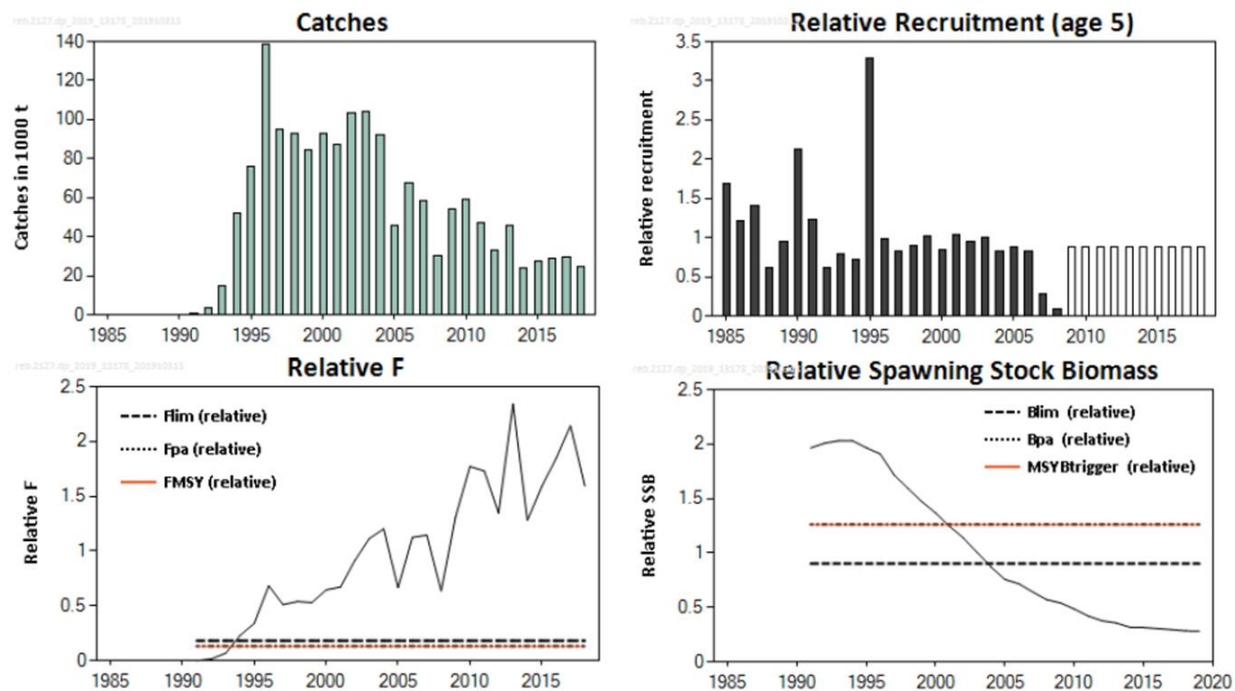 Catches
140
120
100
80
60
40
20
0
Catches in 1000 t
1985 1990 1995 2000 2005 2010 2015
Relative Recruitment (age 5)
3.5
3
2.5
2
1.5
1
0.5
0
Relative recruitment
1985 1990 1995 2000 2005 2010 2015
Relative F
2.5
2
1.5
1
0.5
0
Relative F
Flim (relative)
Fpa (relative)
FMSY (relative)
1985 1990 1995 2000 2005 2010 2015
Relative Spawning Stock Biomass
2.5
2
1.5
1
0.5
0
Relative SSB
Blim (relative)
Bpa (relative)
MSYBtrigger (relative)
1985 1990 1995 2000 2005 2010 2015 2020